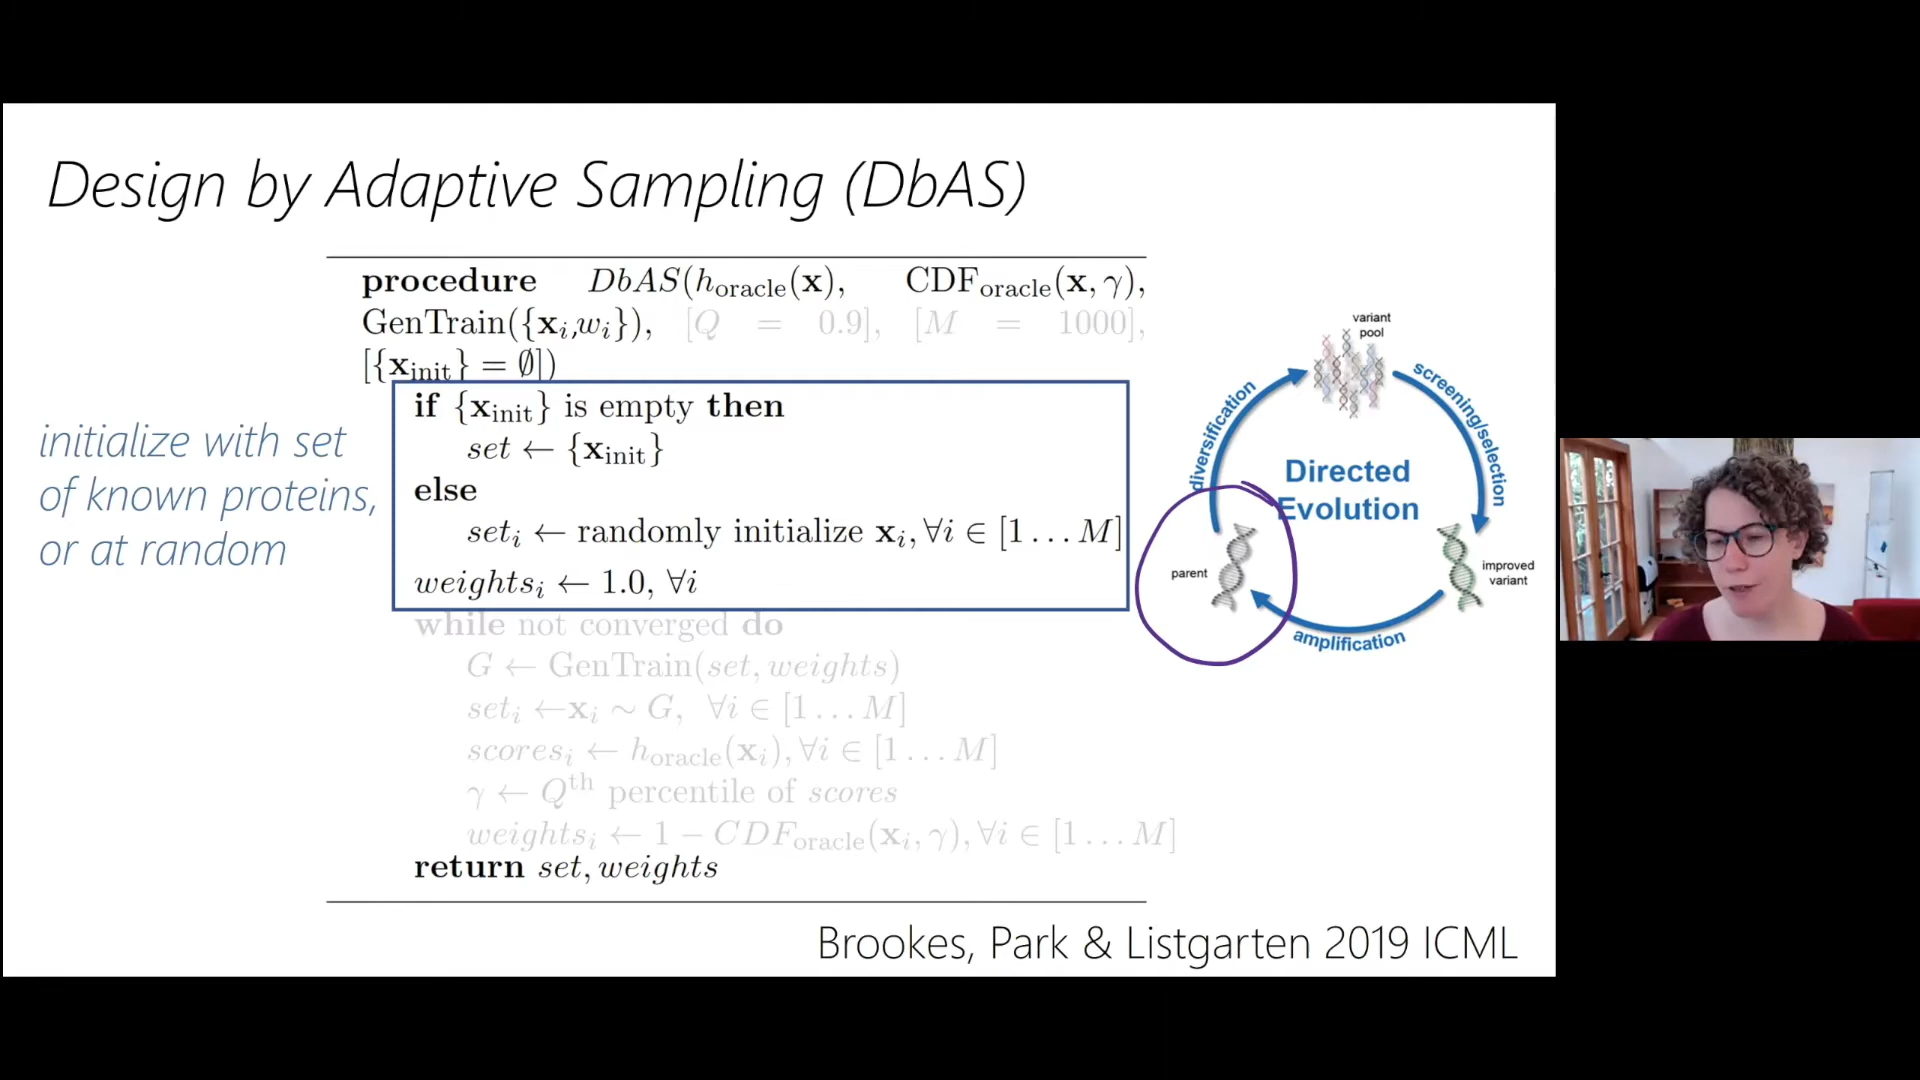 Design by Adaptive Sampling (DbAS)
procedure DbAS(h_oracle(x), CDF_oracle(x, γ),
GenTrain({x_i,w_i}), [Q = 0.9], [M = 1000],
[{x_init} = ∅])
if {x_init} is empty then
set ← {x_init}
else
set_i ← randomly initialize x_i, ∀i ∈ [1 … M]
weights_i ← 1.0, ∀i
while not converged do
G ← GenTrain(set, weights)
set_i ← x_i ∼ G, ∀i ∈ [1 … M]
scores_i ← h_oracle(x_i), ∀i ∈ [1 … M]
γ ← Q^th percentile of scores
weights_i ← 1 − CDF_oracle(x_i, γ), ∀i ∈ [1 … M]
return set, weights
initialize with set
of known proteins,
or at random
variant
pool
diversification
screening/selection
Directed
Evolution
parent
improved
variant
amplification
Brookes, Park & Listgarten 2019 ICML